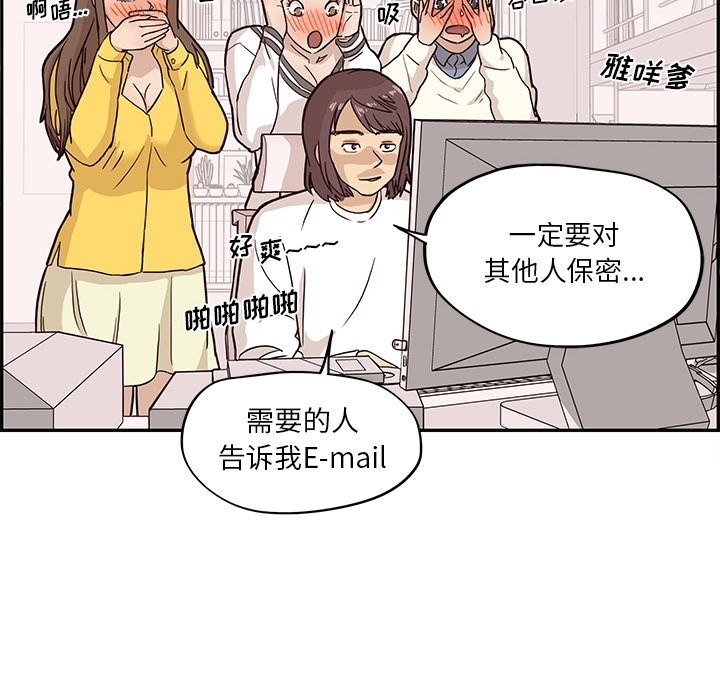 啊唔…
吸
雅咩爹
一定要对
其他人保密...
好爽~~~
啪啪啪啪
需要的人
告诉我E-mail